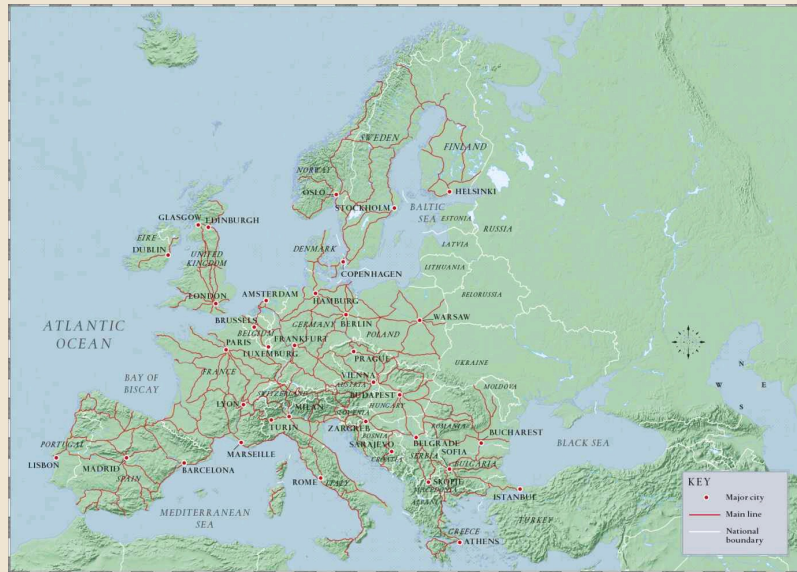 SWEDEN
FINLAND
NORWAY
OSLO
HELSINKI
STOCKHOLM
BALTIC
SEA
ESTONIA
RUSSIA
LATVIA
LITHUANIA
BELORUSSIA
GLASGOW
EDINBURGH
EIRE
DUBLIN
UNITED
KINGDOM
LONDON
DENMARK
COPENHAGEN
AMSTERDAM
HAMBURG
BRUSSELS
BELGIUM
GERMANY
BERLIN
POLAND
WARSAW
ATLANTIC
OCEAN
PARIS
LUXEMBURG
FRANKFURT
PRAGUE
UKRAINE
FRANCE
VIENNA
AUSTRIA
BUDAPEST
HUNGARY
MOLDOVA
BAY OF
BISCAY
SWITZERLAND
LYON
MILAN
TURIN
SLOVENIA
ZARGREB
ROMANIA
BOSNIA
SARAJEVO
CROATIA
BELGRADE
SERBIA
SOFIA
BUCHAREST
BULGARIA
BLACK SEA
N
W
E
S
PORTUGAL
LISBON
MADRID
SPAIN
BARCELONA
MARSEILLE
ROME
ITALY
SKOPJE
MACEDONIA
ALBANIA
ISTANBUL
TURKEY
MEDITERRANEAN
SEA
GREECE
ATHENS
KEY
Major city
Main line
National
boundary